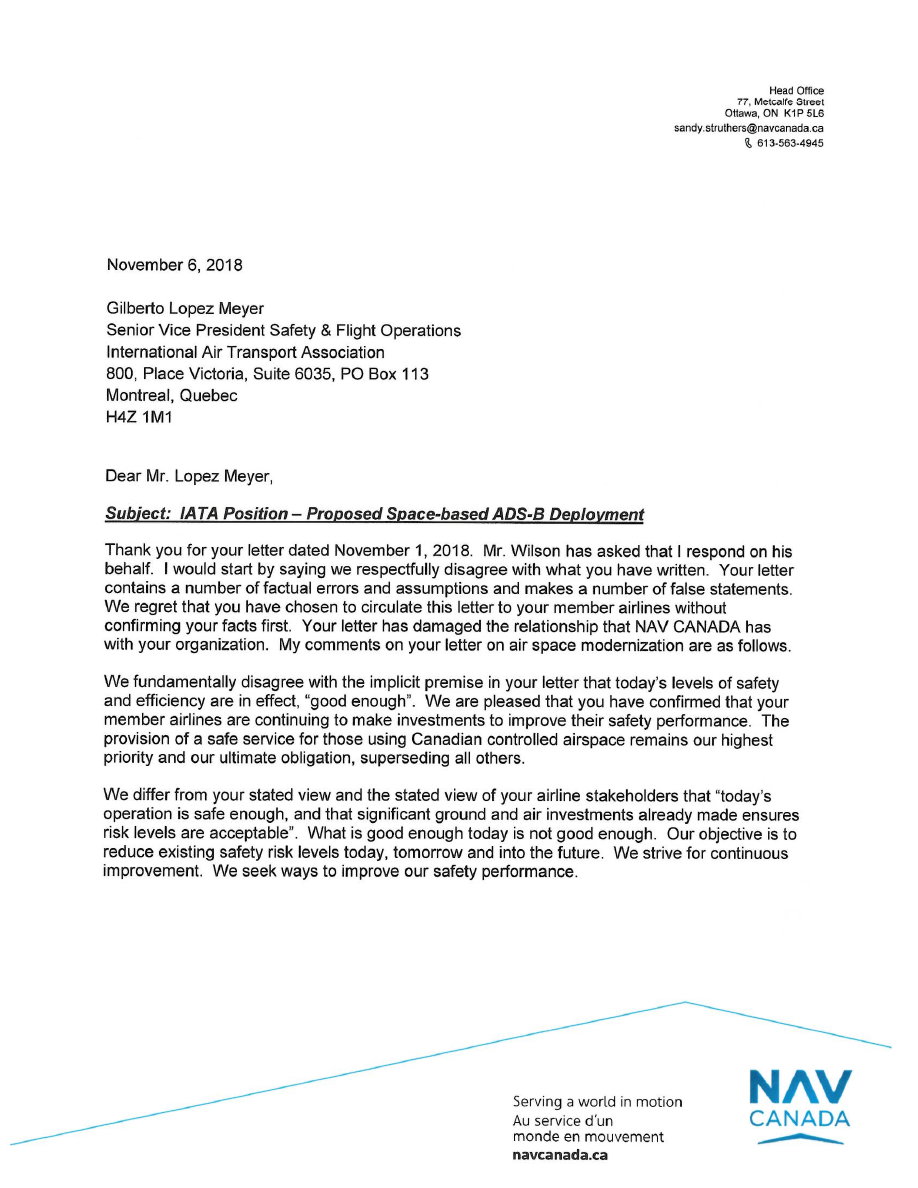 Head Office
77, Metcalfe Street
Ottawa, ON K1P 5L6
sandy.struthers@navcanada.ca
613-563-4945
November 6, 2018
Gilberto Lopez Meyer
Senior Vice President Safety & Flight Operations
International Air Transport Association
800, Place Victoria, Suite 6035, PO Box 113
Montreal, Quebec
H4Z 1M1
Dear Mr. Lopez Meyer,
Subject: IATA Position – Proposed Space-based ADS-B Deployment
Thank you for your letter dated November 1, 2018. Mr. Wilson has asked that I respond on his
behalf. I would start by saying we respectfully disagree with what you have written. Your letter
contains a number of factual errors and assumptions and makes a number of false statements.
We regret that you have chosen to circulate this letter to your member airlines without
confirming your facts first. Your letter has damaged the relationship that NAV CANADA has
with your organization. My comments on your letter on air space modernization are as follows.
We fundamentally disagree with the implicit premise in your letter that today's levels of safety
and efficiency are in effect, “good enough”. We are pleased that you have confirmed that your
member airlines are continuing to make investments to improve their safety performance. The
provision of a safe service for those using Canadian controlled airspace remains our highest
priority and our ultimate obligation, superseding all others.
We differ from your stated view and the stated view of your airline stakeholders that “today's
operation is safe enough, and that significant ground and air investments already made ensures
risk levels are acceptable”. What is good enough today is not good enough. Our objective is to
reduce existing safety risk levels today, tomorrow and into the future. We strive for continuous
improvement. We seek ways to improve our safety performance.
Serving a world in motion
Au service d'un
monde en mouvement
navcanada.ca
NAV
CANADA